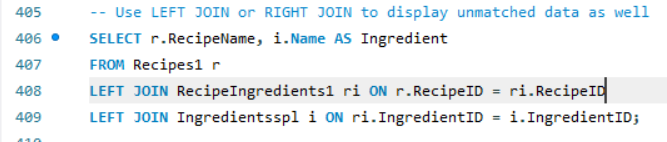 405 -- Use LEFT JOIN or RIGHT JOIN to display unmatched data as well
406 SELECT r.RecipeName, i.Name AS Ingredient
407 FROM Recipes1 r
408 LEFT JOIN RecipeIngredients1 ri ON r.RecipeID = ri.RecipeID
409 LEFT JOIN Ingredientsspl i ON ri.IngredientID = i.IngredientID;